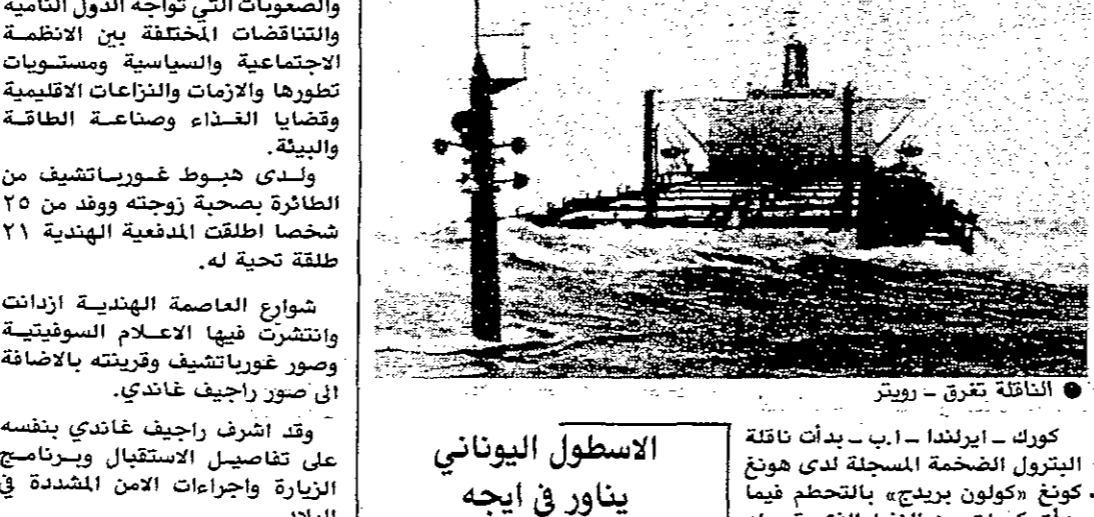 والصعوبات التي تواجه الدول النامية
والتناقضات المختلفة بين الانظمة
الاجتماعية والسياسية ومستويات
تطورها والازمات والنزاعات الاقليمية
وقضايا الغذاء وصناعة الطاقة
والبيئة.
ولدى هبوط غورباتشيف من
الطائرة بصحبة زوجته ووفد من ٢٥
شخصا اطلقت المدفعية الهندية ٢١
طلقة تحية له.
شوارع العاصمة الهندية ازدانت
وانتشرت فيها الاعلام السوفيتية
وصور غورباتشيف وقرينته بالاضافة
الى صور راجيف غاندي.
وقد اشرف راجيف غاندي بنفسه
على تفاصيل الاستقبال وبرنامج
الزيارة واجراءات الامن المشددة في
● الناقلة تغرق ــ رويتر
كورك ــ ايرلندا ــ ا.ب ــ بدأت ناقلة
البترول الضخمة المسجلة لدى هونغ
كونغ «كولون بريدج» بالتحطم فيما
الاسطول اليوناني
يناور في ايجه